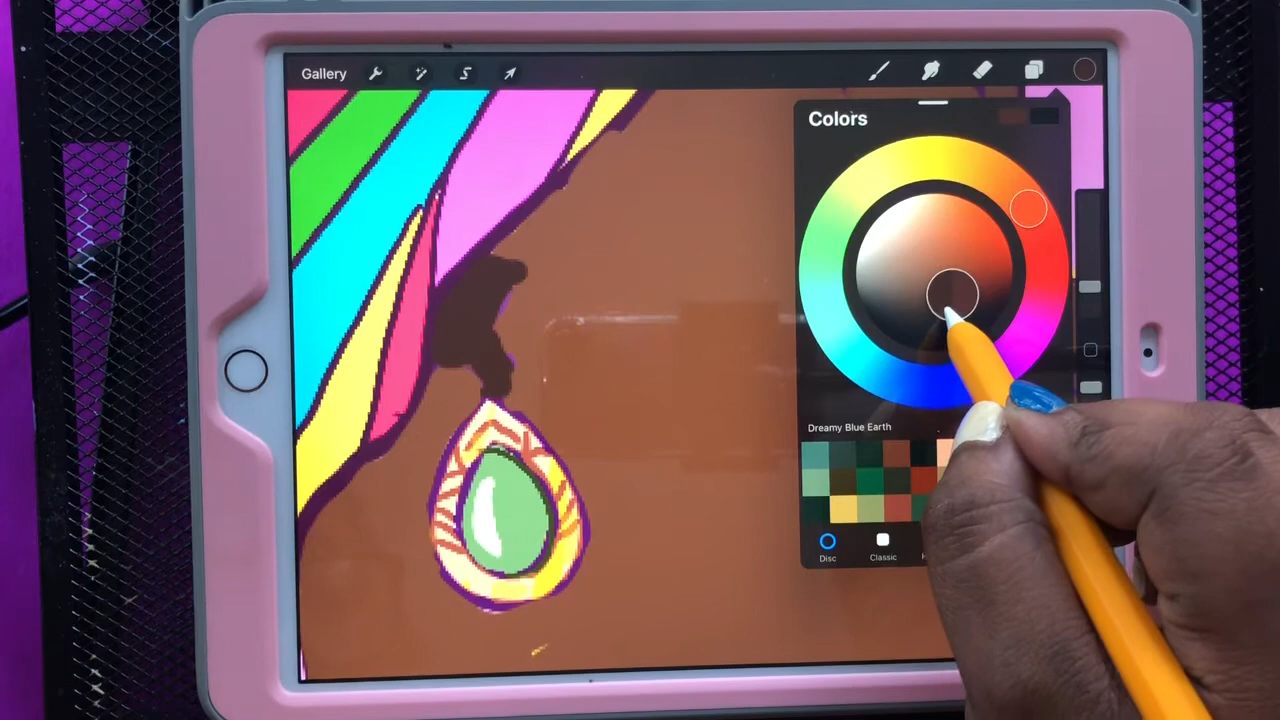 Gallery
Colors
Dreamy Blue Earth
Disc
Classic